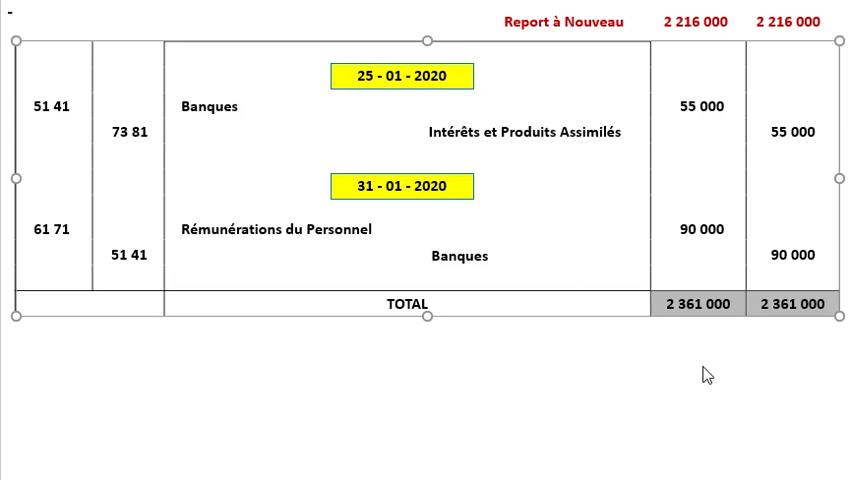 -
Report à Nouveau 2 216 000 2 216 000
25 - 01 - 2020
51 41 Banques 55 000
73 81 Intérêts et Produits Assimilés 55 000
31 - 01 - 2020
61 71 Rémunérations du Personnel 90 000
51 41 Banques 90 000
TOTAL 2 361 000 2 361 000